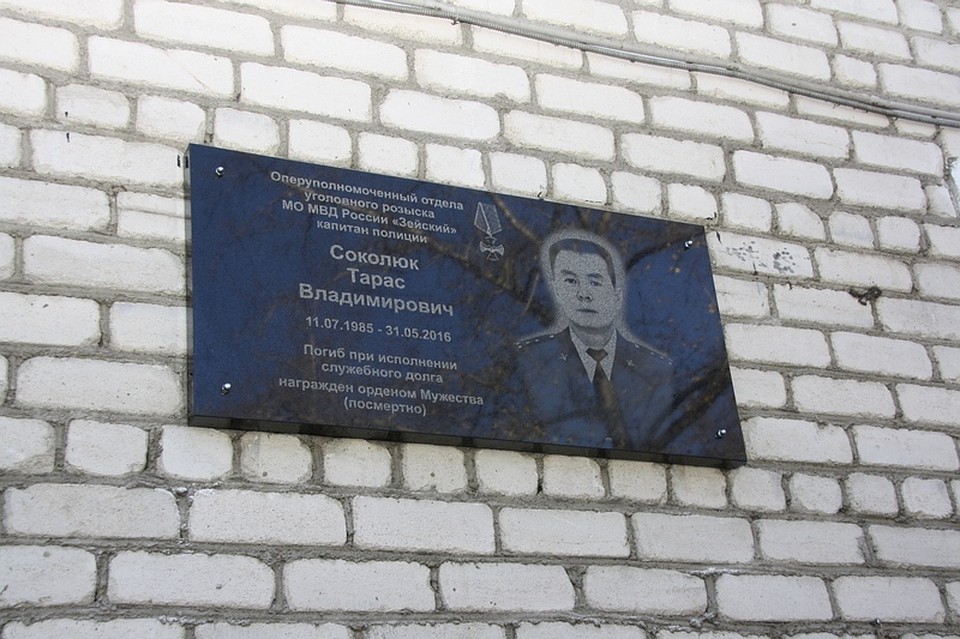 Оперуполномоченный отдела
уголовного розыска
МО МВД России «Зейский»
капитан полиции
Соколюк
Тарас
Владимирович
11.07.1985 - 31.05.2016
Погиб при исполнении
служебного долга
награжден орденом Мужества
(посмертно)